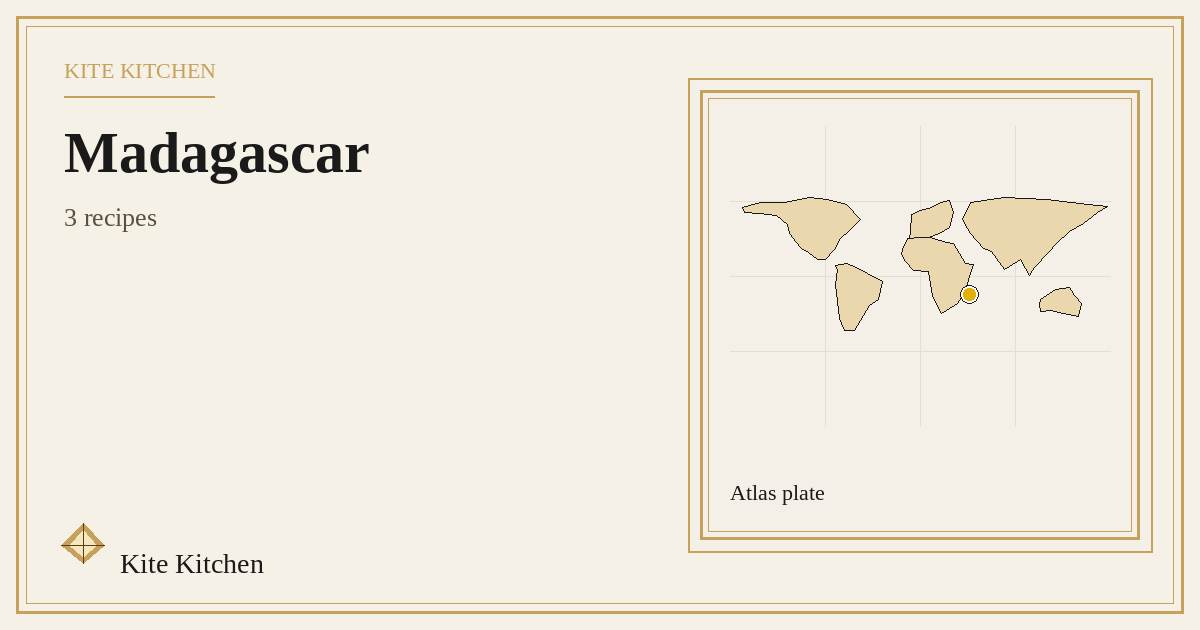 KITE KITCHEN
Madagascar
3 recipes
Atlas plate
Kite Kitchen